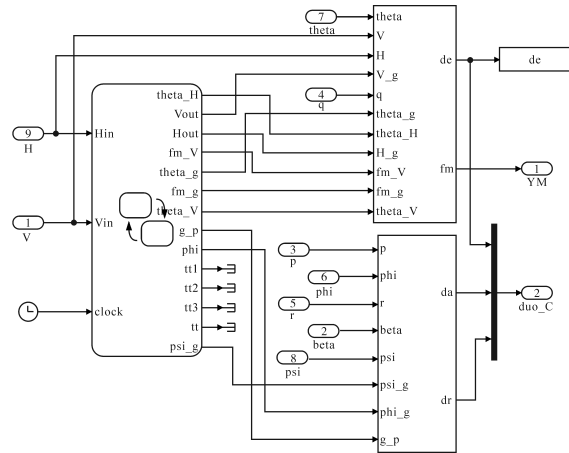 7
theta
9
H
1
V
Hin
Vin
clock
theta_H
Vout
Hout
fm_V
theta_g
fm_g
theta_V
g_p
phi
tt1
tt2
tt3
tt
psi_g
4
q
theta
V
H
V_g
q
theta_g
theta_H
H_g
fm_V
fm_g
theta_V
de
fm
de
1
YM
3
p
6
phi
5
r
2
beta
8
psi
p
phi
r
beta
psi
psi_g
phi_g
g_p
da
dr
2
duo_C